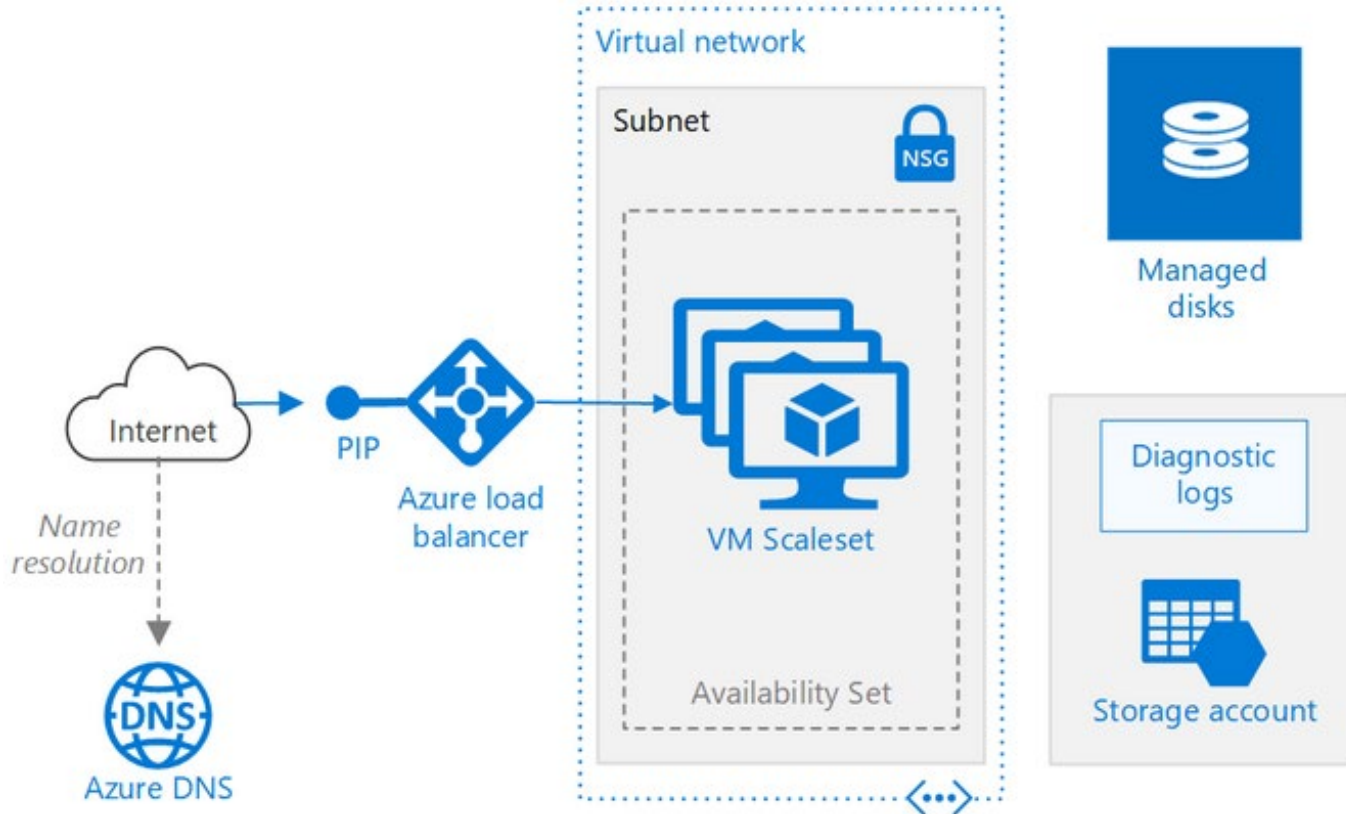 Virtual network
Subnet
NSG
Managed
disks
Internet
PIP
Azure load
balancer
VM Scaleset
Diagnostic
logs
Name
resolution
Availability Set
Storage account
DNS
Azure DNS